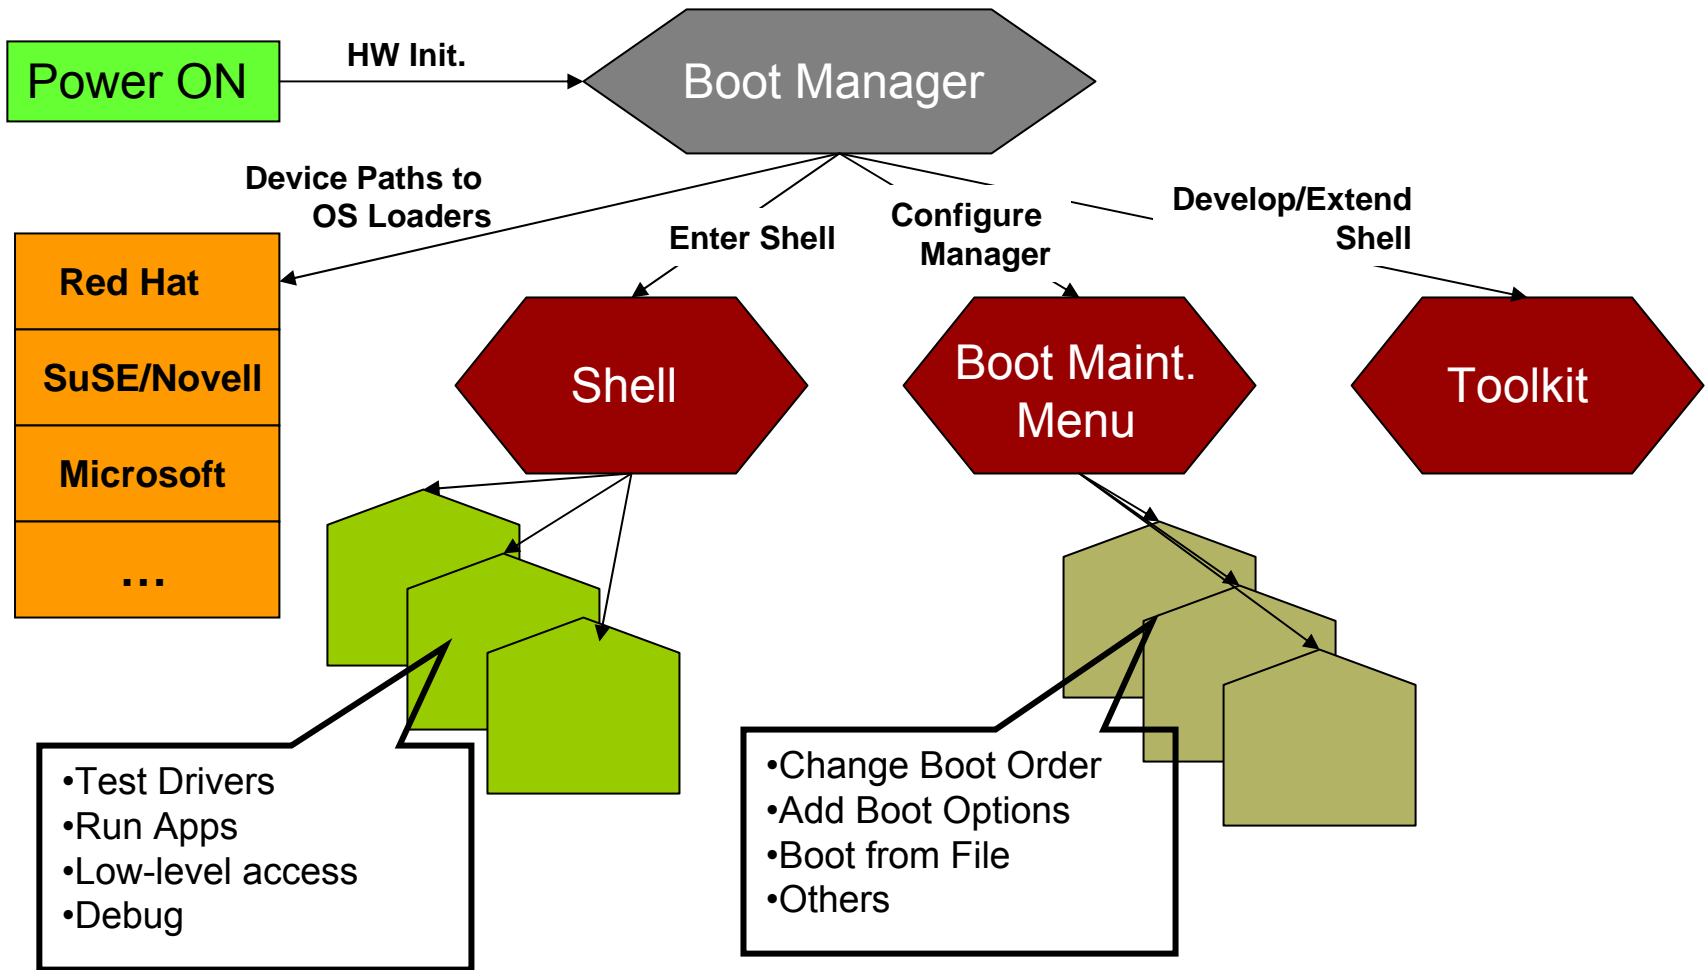 Power ON
HW Init.
Boot Manager
Device Paths to
OS Loaders
Enter Shell
Configure
Manager
Develop/Extend
Shell
Red Hat
SuSE/Novell
Microsoft
...
Shell
Boot Maint.
Menu
Toolkit
•Test Drivers
•Run Apps
•Low-level access
•Debug
•Change Boot Order
•Add Boot Options
•Boot from File
•Others